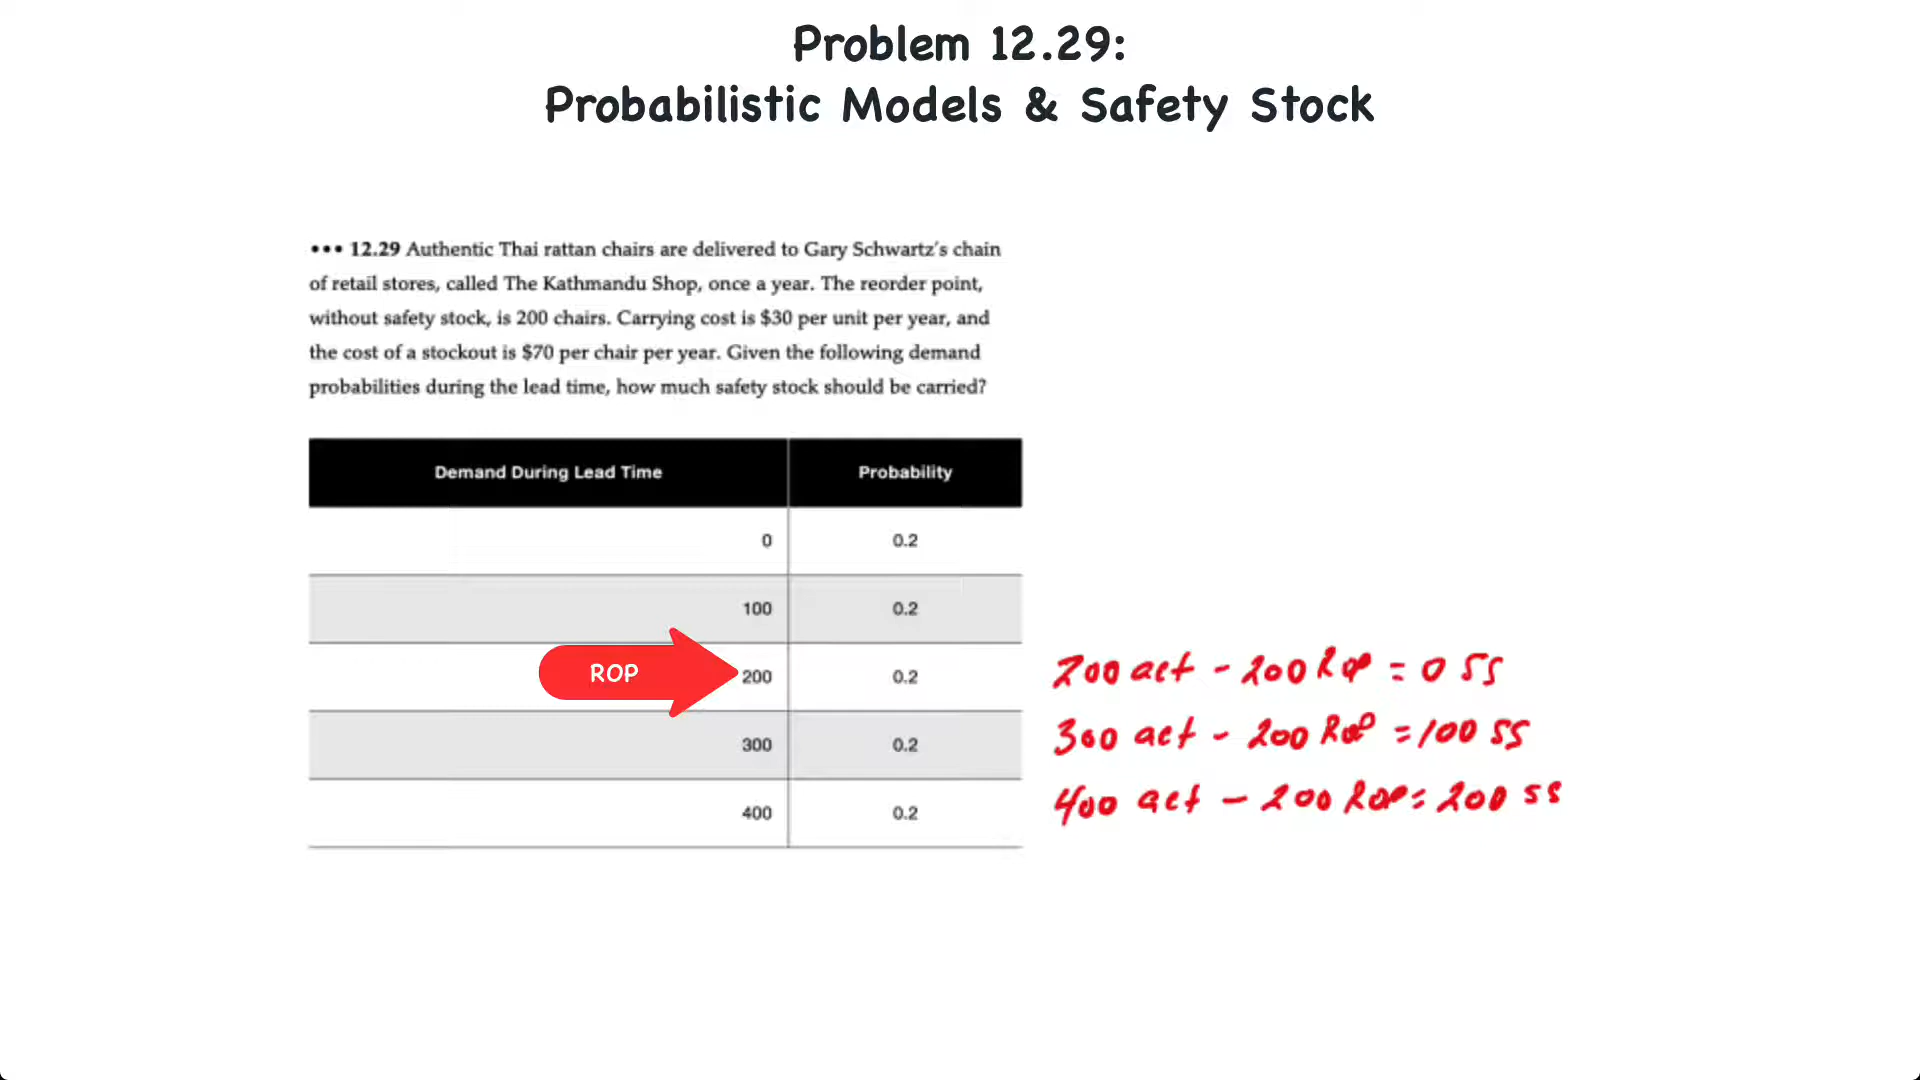 Problem 12.29:
Probabilistic Models & Safety Stock
••• 12.29 Authentic Thai rattan chairs are delivered to Gary Schwartz's chain
of retail stores, called The Kathmandu Shop, once a year. The reorder point,
without safety stock, is 200 chairs. Carrying cost is $30 per unit per year, and
the cost of a stockout is $70 per chair per year. Given the following demand
probabilities during the lead time, how much safety stock should be carried?
Demand During Lead Time Probability
0 0.2
100 0.2
ROP 200 0.2 200 act - 200 ROP = 0 SS
300 0.2 300 act - 200 ROP = 100 SS
400 0.2 400 act - 200 ROP = 200 SS